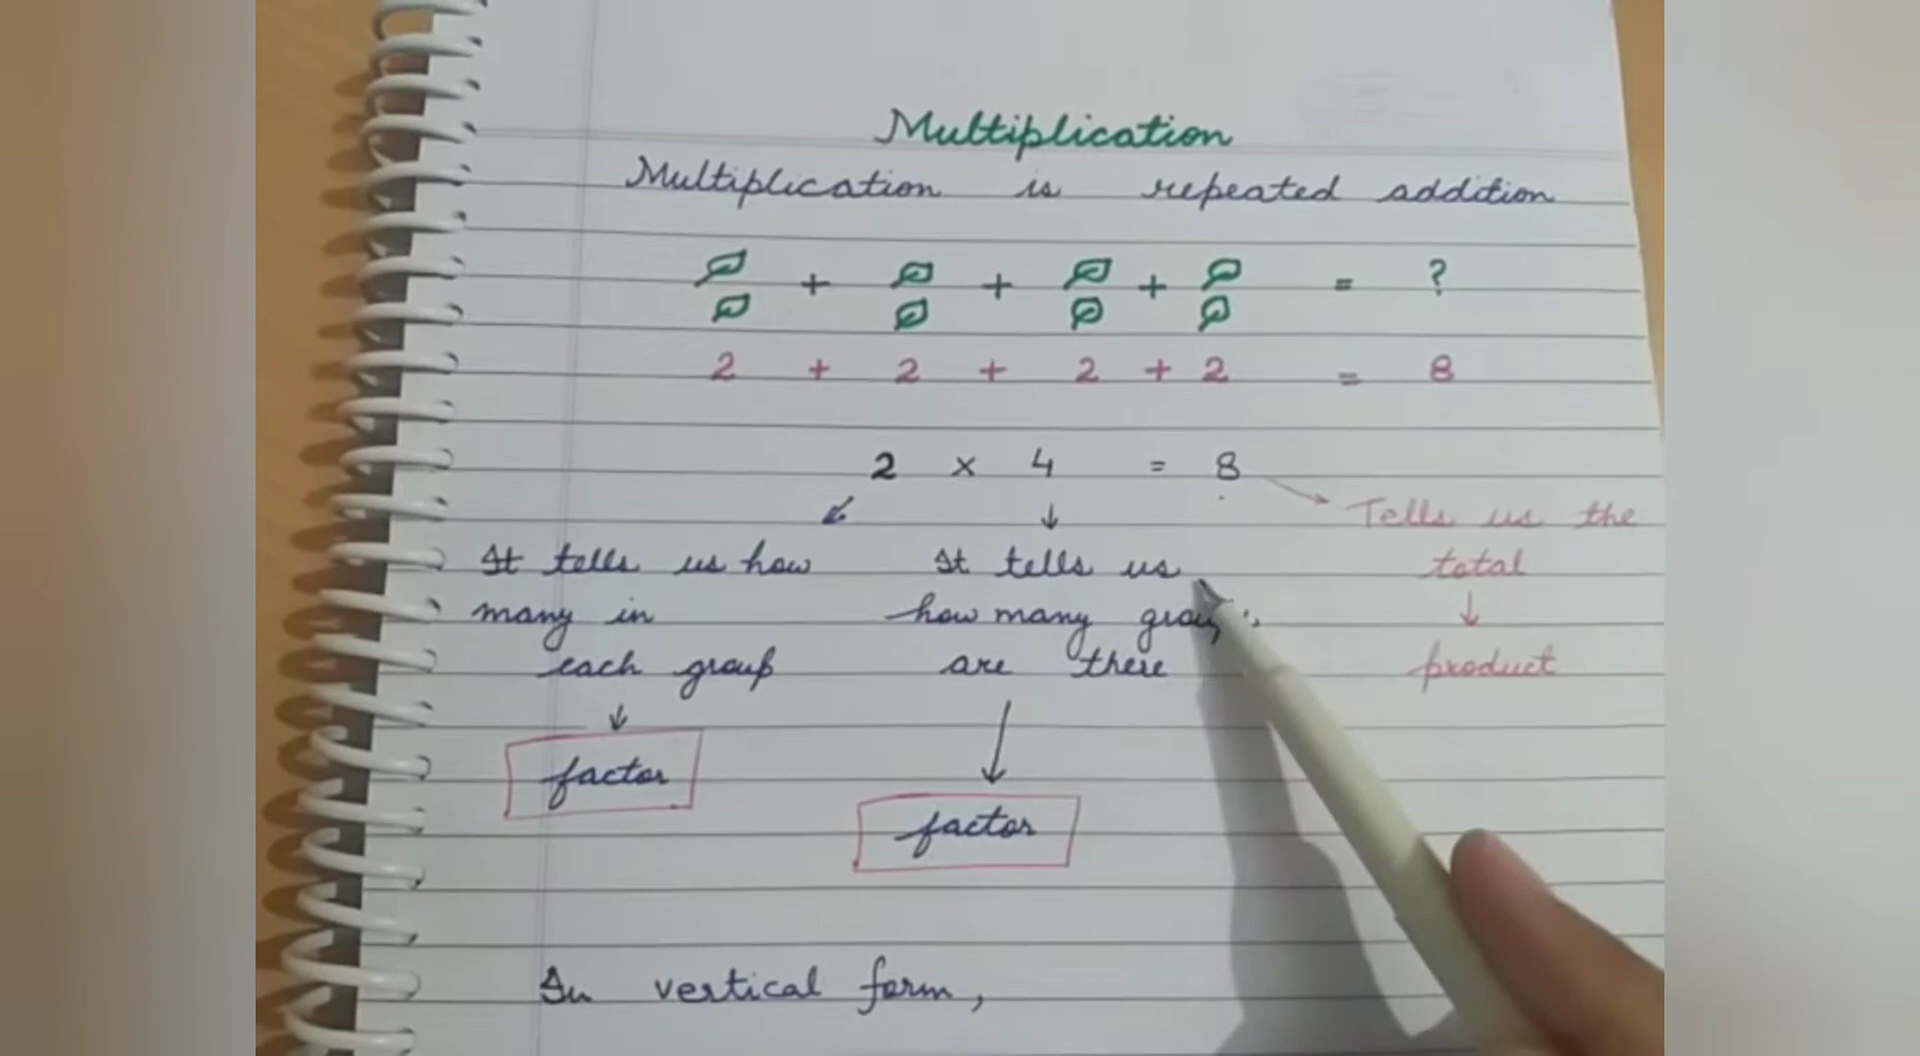 Multiplication
Multiplication is repeated addition
+ + + = ?
2 + 2 + 2 + 2 = 8
2 × 4 = 8
It tells us how
many in
each group
factor
It tells us
how many groups
are there
factor
Tells us the
total
product
In vertical form,